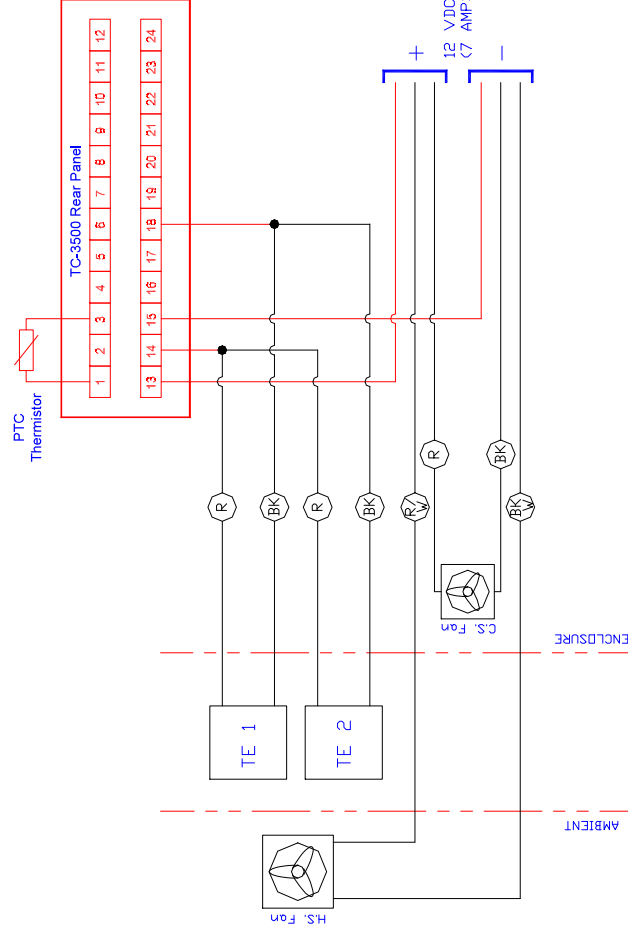 PTC
Thermistor
TC-3500 Rear Panel
1 2 3 4 5 6 7 8 9 10 11 12
13 14 15 16 17 18 19 20 21 22 23 24
+
12 VDC
(7 AMP
−
R
BK
R
BK
R/
W
R
BK
BK/
W
C.S. Fan
ENCLOSURE
TE 1
TE 2
AMBIENT
H.S. Fan